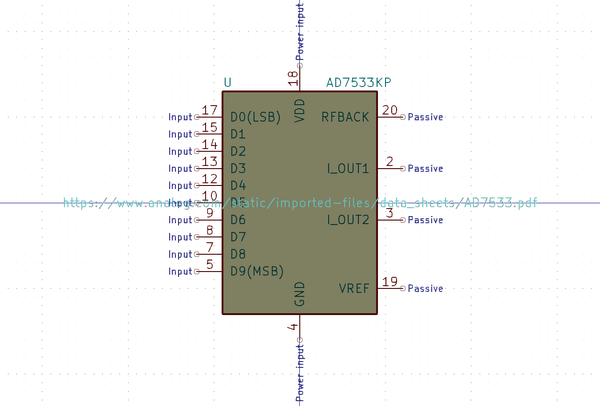 Power input
18
U AD7533KP
VDD
Input 17 D0(LSB) RFBACK 20 Passive
Input 15 D1
Input 14 D2
Input 13 D3 I_OUT1 2 Passive
Input 12 D4
Input 10 D5
https://www.analog.com/static/imported-files/data_sheets/AD7533.pdf
Input 9 D6 I_OUT2 3 Passive
Input 8 D7
Input 7 D8
Input 5 D9(MSB)
GND VREF 19 Passive
4
Power input